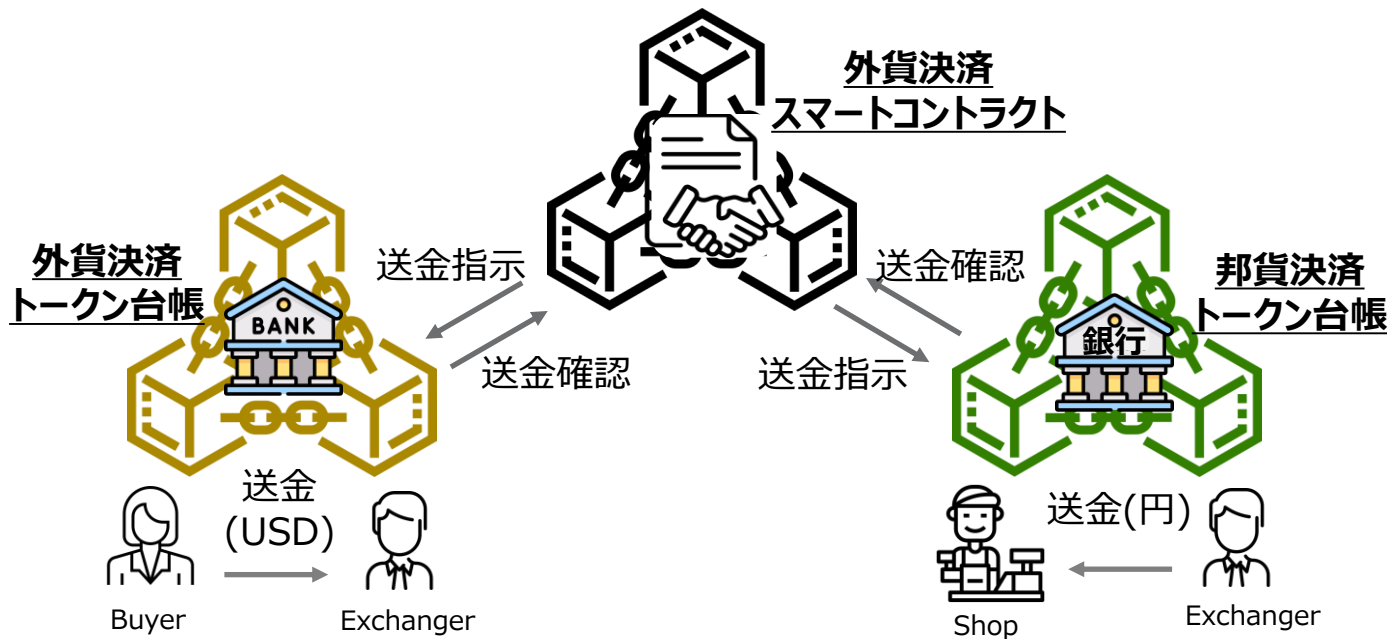 外貨決済
スマートコントラクト
外貨決済
トークン台帳
BANK
送金指示
送金確認
送金確認
送金指示
邦貨決済
トークン台帳
銀行
送金
(USD)
Buyer
Exchanger
送金(円)
Shop
Exchanger